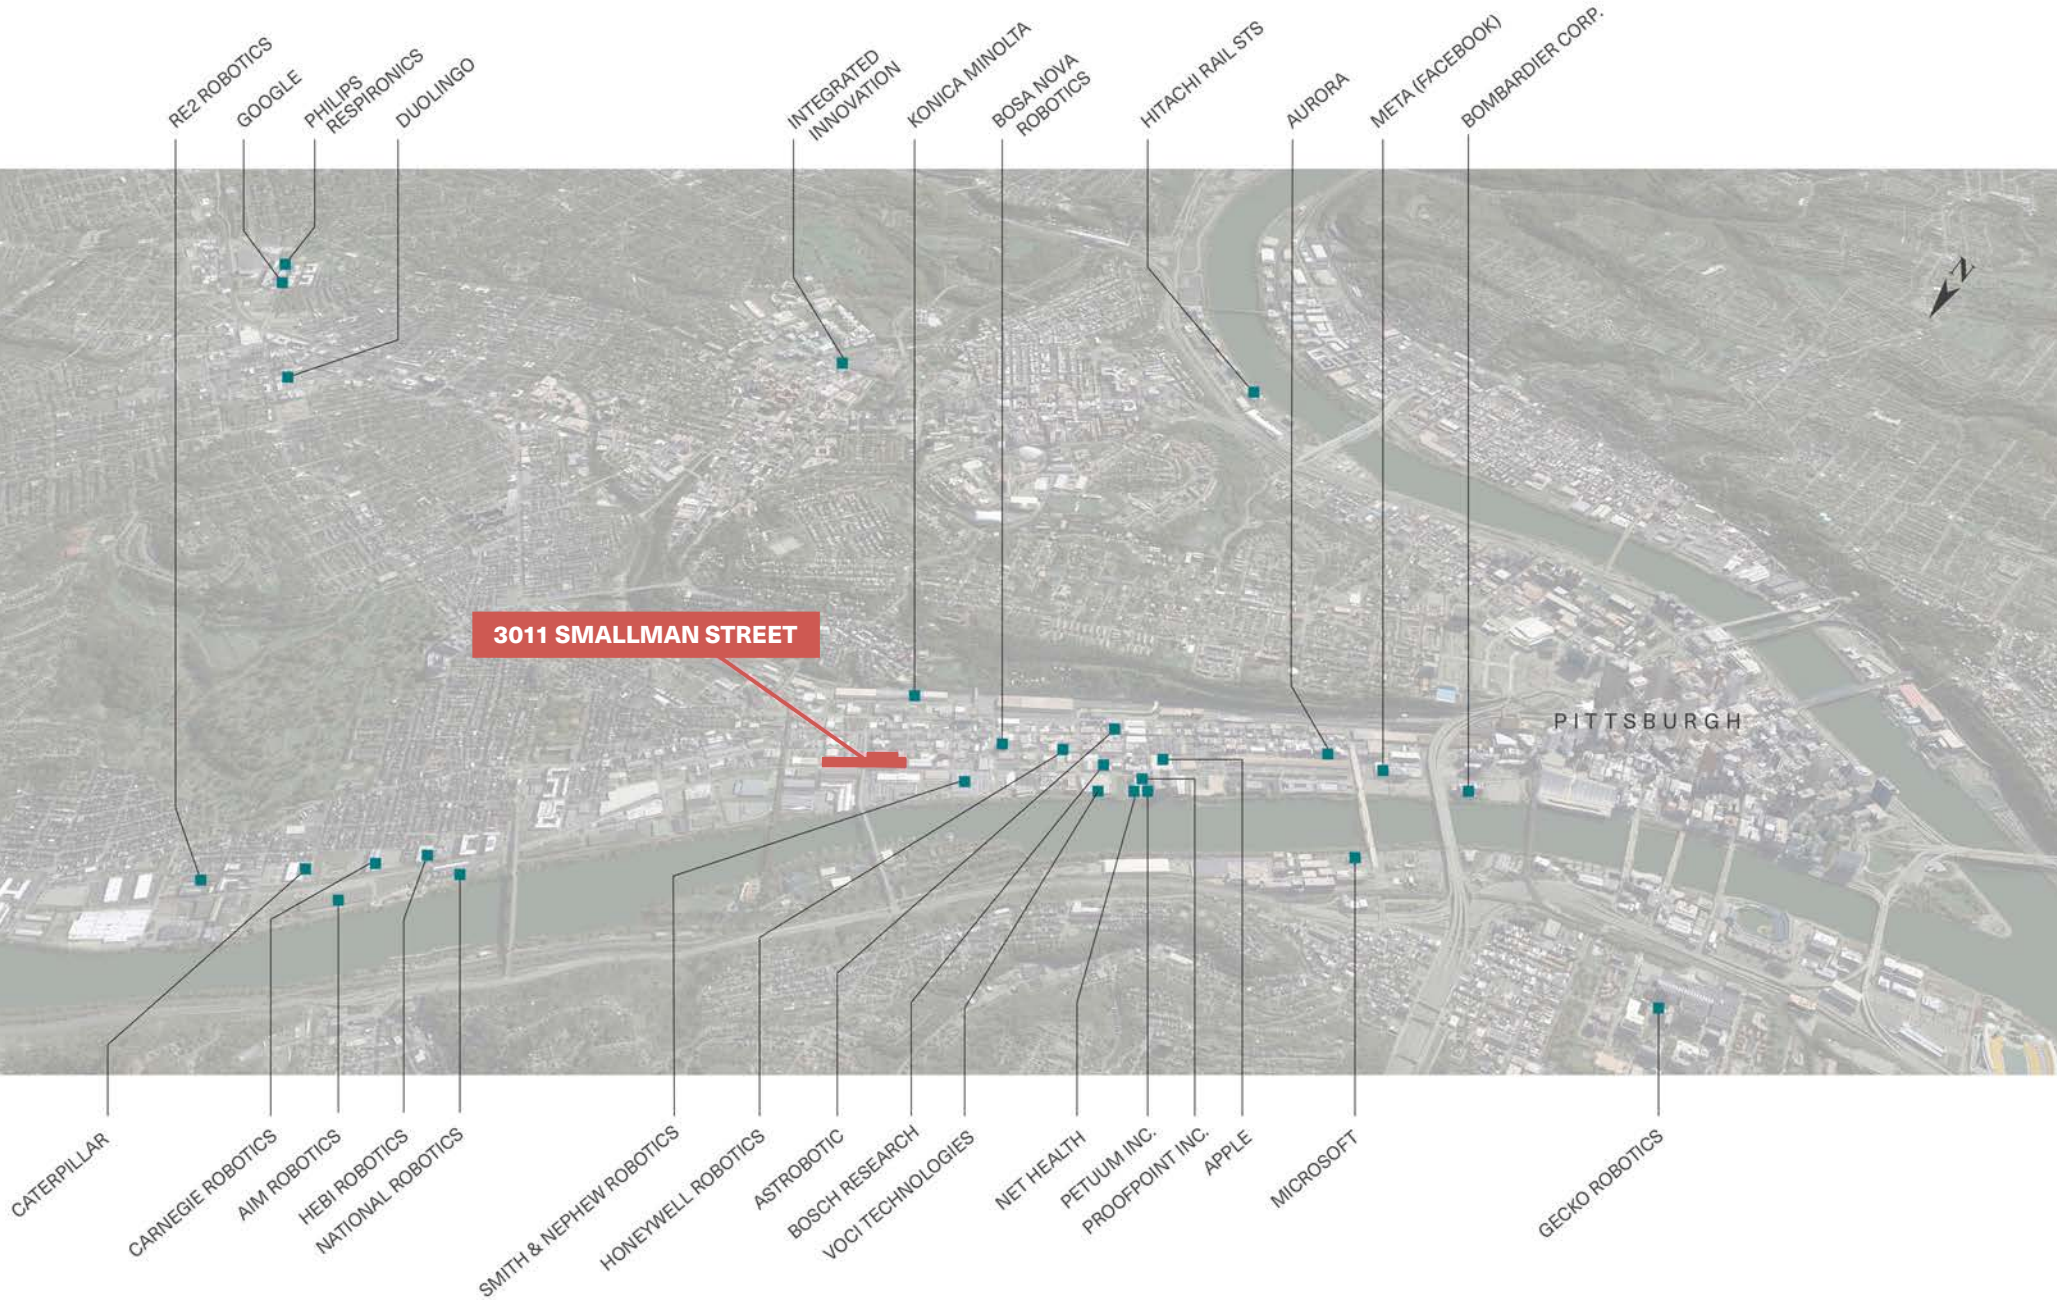 RE2 ROBOTICS
GOOGLE
PHILIPS
RESPIRONICS
DUOLINGO
INTEGRATED
INNOVATION
KONICA MINOLTA
BOSA NOVA
ROBOTICS
HITACHI RAIL STS
AURORA
META (FACEBOOK)
BOMBARDIER CORP.
N
3011 SMALLMAN STREET
PITTSBURGH
CATERPILLAR
CARNEGIE ROBOTICS
AIM ROBOTICS
HEBI ROBOTICS
NATIONAL ROBOTICS
SMITH & NEPHEW ROBOTICS
HONEYWELL ROBOTICS
ASTROBOTIC
BOSCH RESEARCH
VOCI TECHNOLOGIES
NET HEALTH
PETUUM INC.
PROOFPOINT INC.
APPLE
MICROSOFT
GECKO ROBOTICS